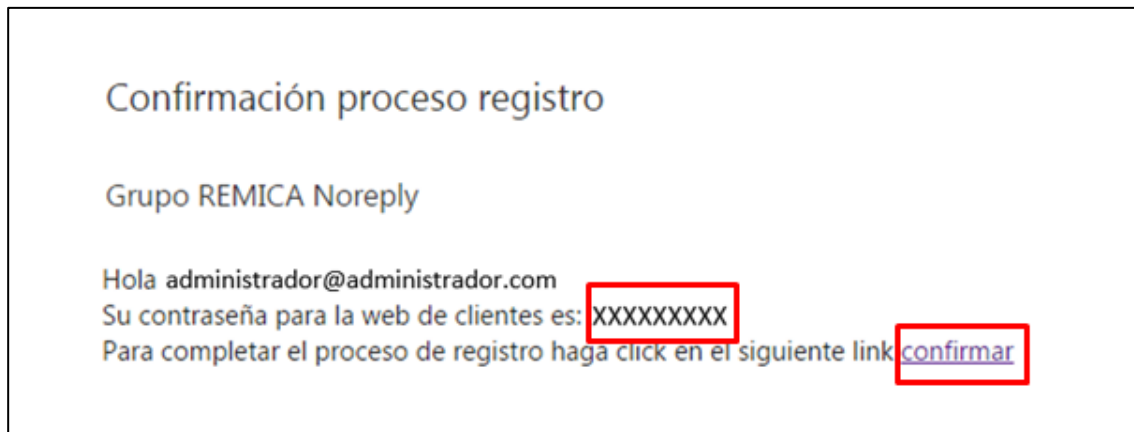 Confirmación proceso registro
Grupo REMICA Noreply
Hola administrador@administrador.com
Su contraseña para la web de clientes es: XXXXXXXXX
Para completar el proceso de registro haga click en el siguiente link confirmar